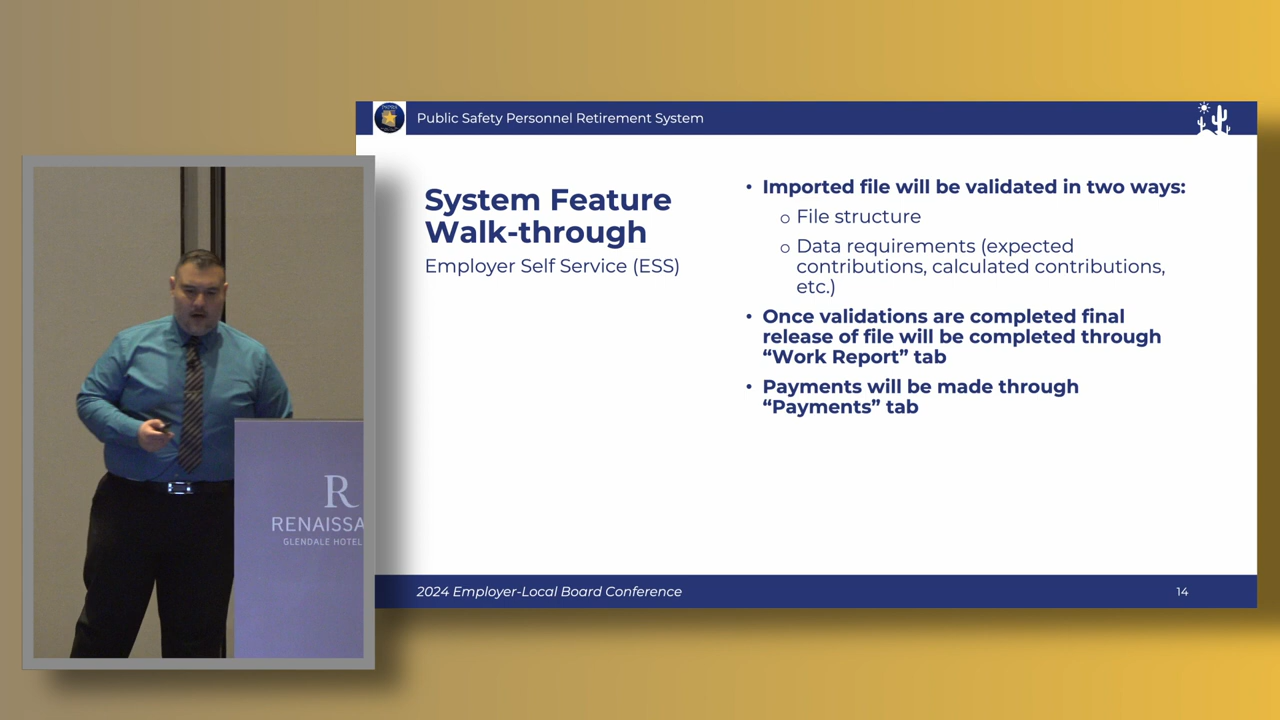 Public Safety Personnel Retirement System
System Feature
Walk-through
Employer Self Service (ESS)
• Imported file will be validated in two ways:
o File structure
o Data requirements (expected
contributions, calculated contributions,
etc.)
• Once validations are completed final
release of file will be completed through
“Work Report” tab
• Payments will be made through
“Payments” tab
R
RENAISSA
GLENDALE HOTEL
2024 Employer-Local Board Conference
14